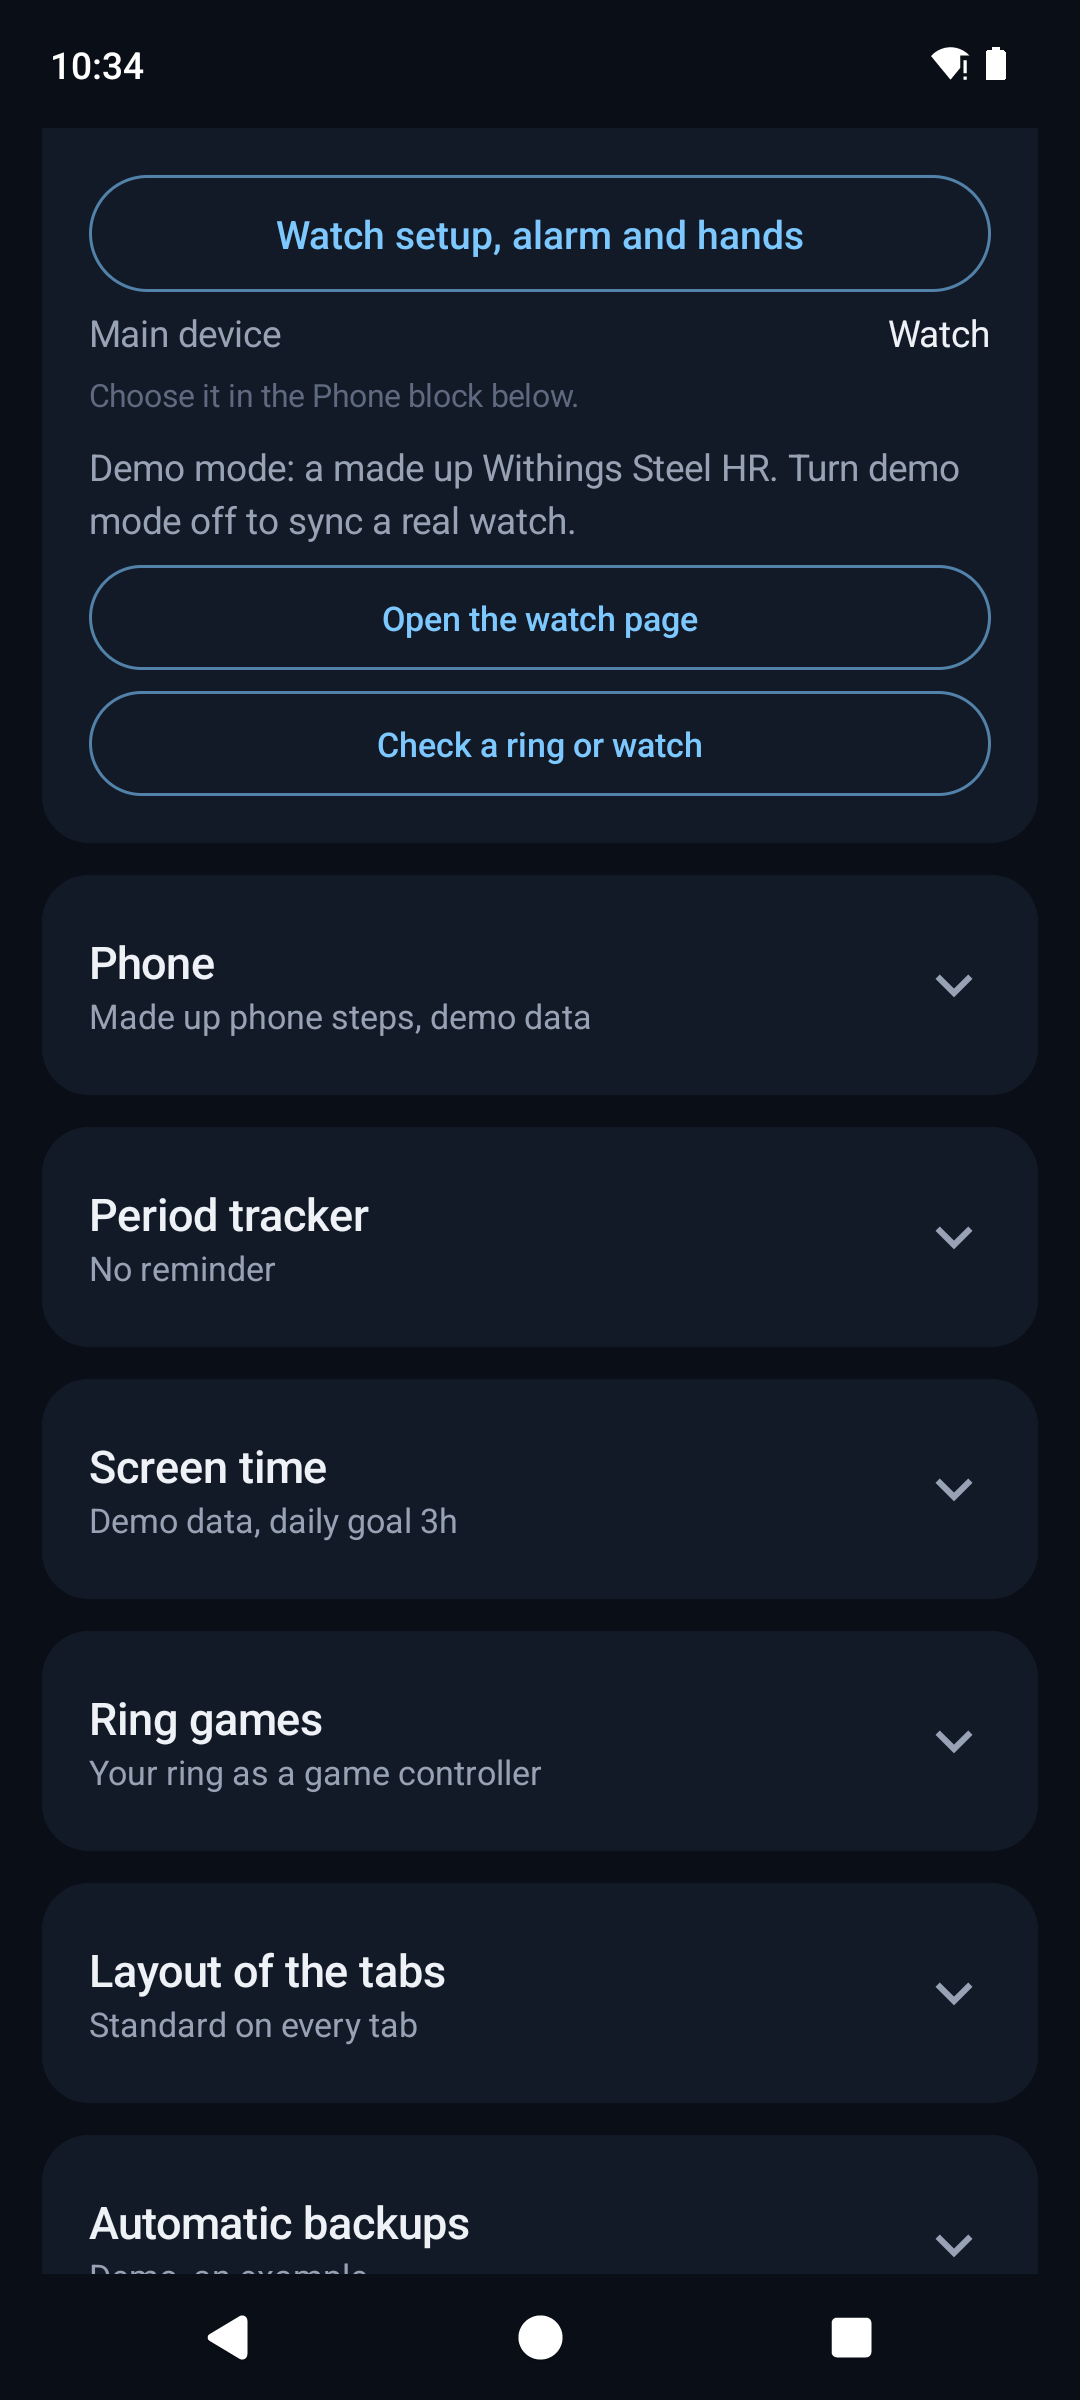 10:34
Watch setup, alarm and hands
Main device
Watch
Choose it in the Phone block below.
Demo mode: a made up Withings Steel HR. Turn demo
mode off to sync a real watch.
Open the watch page
Check a ring or watch
Phone
Made up phone steps, demo data
Period tracker
No reminder
Screen time
Demo data, daily goal 3h
Ring games
Your ring as a game controller
Layout of the tabs
Standard on every tab
Automatic backups
Demo, an example